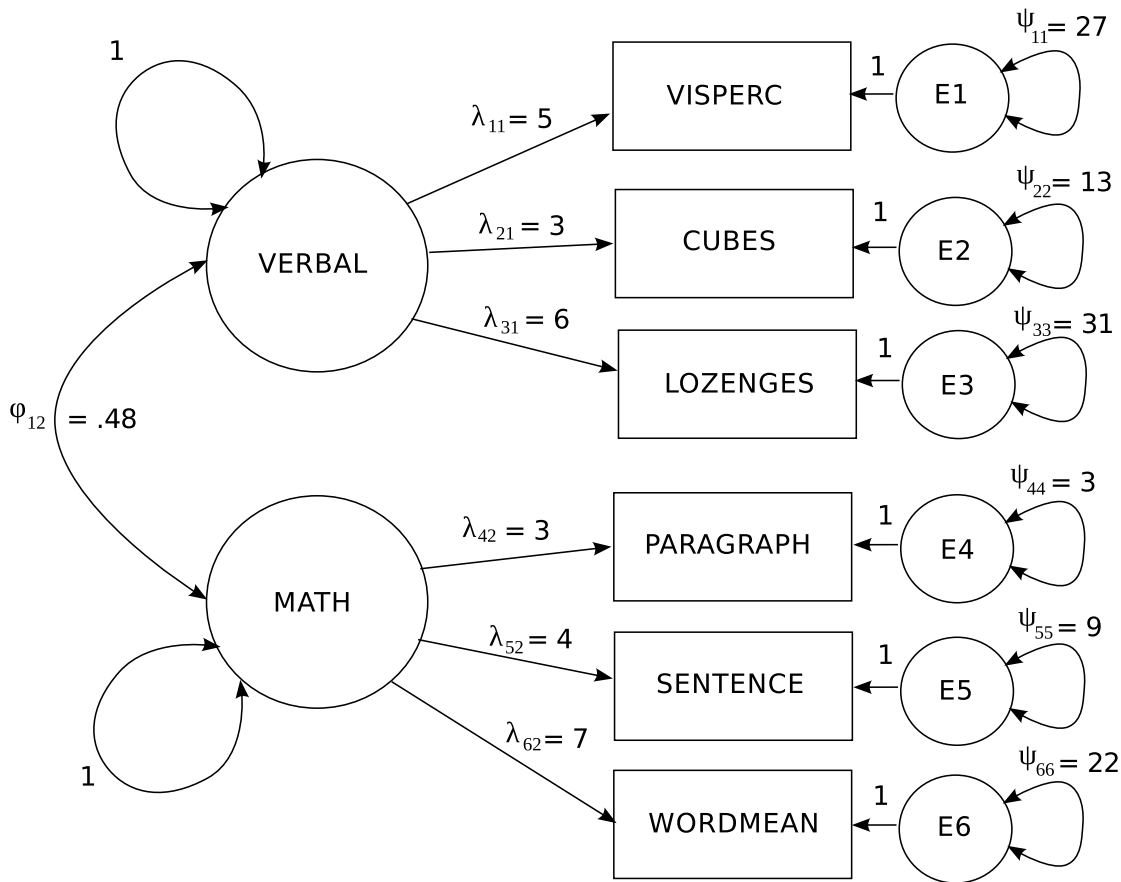 1
VERBAL
φ12 = .48
MATH
1
λ11 = 5
λ21 = 3
λ31 = 6
λ42 = 3
λ52 = 4
λ62 = 7
VISPERC
CUBES
LOZENGES
PARAGRAPH
SENTENCE
WORDMEAN
1
1
1
1
1
1
E1
E2
E3
E4
E5
E6
ψ11 = 27
ψ22 = 13
ψ33 = 31
ψ44 = 3
ψ55 = 9
ψ66 = 22